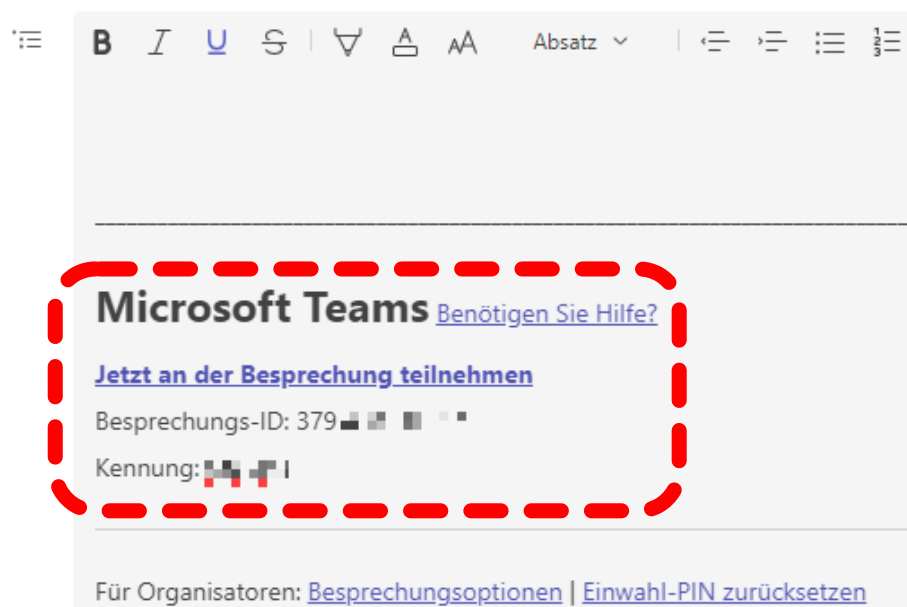 B I U S A AA Absatz
Microsoft Teams Benötigen Sie Hilfe?
Jetzt an der Besprechung teilnehmen
Besprechungs-ID: 379
Kennung:
Für Organisatoren: Besprechungsoptionen | Einwahl-PIN zurücksetzen